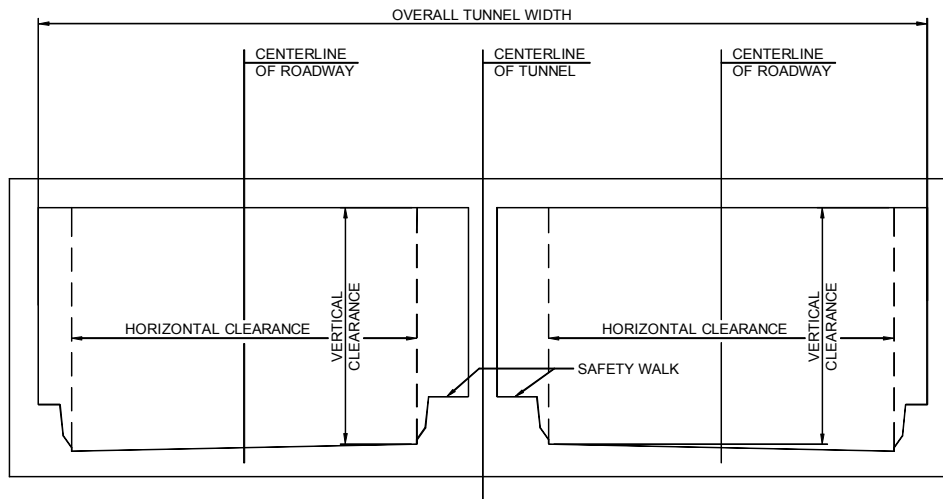 OVERALL TUNNEL WIDTH
CENTERLINE
OF ROADWAY
CENTERLINE
OF TUNNEL
CENTERLINE
OF ROADWAY
HORIZONTAL CLEARANCE
VERTICAL
CLEARANCE
HORIZONTAL CLEARANCE
VERTICAL
CLEARANCE
SAFETY WALK